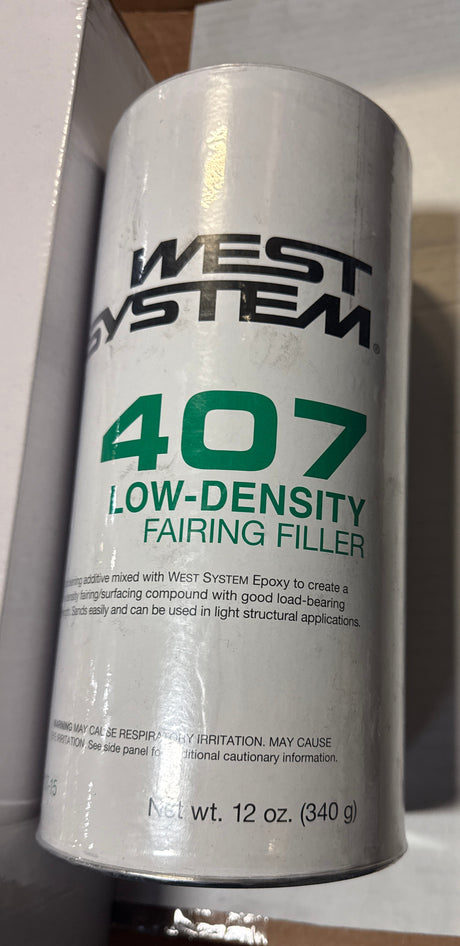 WEST
SYSTEM®
407
LOW-DENSITY
FAIRING FILLER
additive mixed with WEST SYSTEM Epoxy to create a
fairing/surfacing compound with good load-bearing
Sands easily and can be used in light structural applications.
WARNING MAY CAUSE RESPIRATORY IRRITATION. MAY CAUSE
IRRITATION. See side panel for additional cautionary information.
Net wt. 12 oz. (340 g)